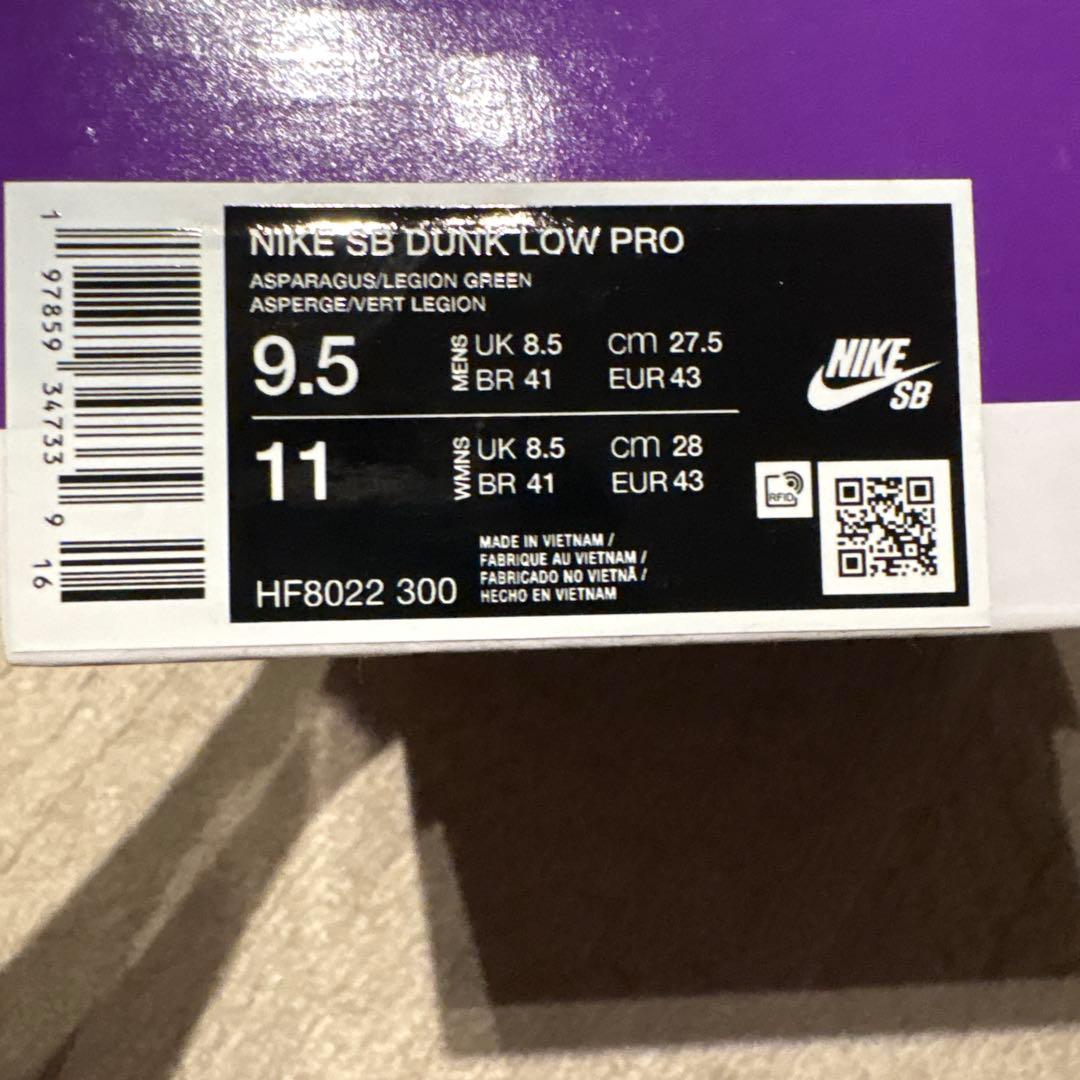 NIKE SB DUNK LOW PRO
ASPARAGUS/LEGION GREEN
ASPERGE/VERT LEGION
9.5 MENS UK 8.5 cm 27.5
BR 41 EUR 43
11 WMNS UK 8.5 cm 28
BR 41 EUR 43
HF8022 300
MADE IN VIETNAM /
FABRIQUE AU VIETNAM /
FABRICADO NO VIETNÃ /
HECHO EN VIETNAM
NIKE
SB
RFID
1 97859 34733 9 16